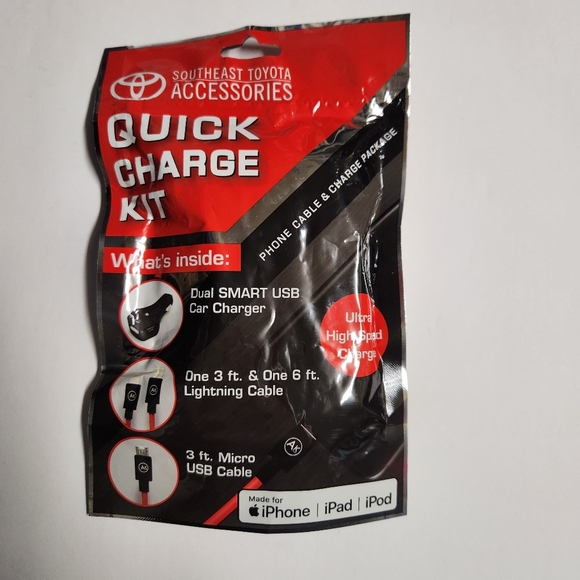 SOUTHEAST TOYOTA
ACCESSORIES
QUICK
CHARGE
KIT
PHONE CABLE & CHARGE PACKAGE
What's inside:
Dual SMART USB
Car Charger
Ultra
High Speed
Charge
One 3 ft. & One 6 ft.
Lightning Cable
3 ft. Micro
USB Cable
Made for
iPhone | iPad | iPod